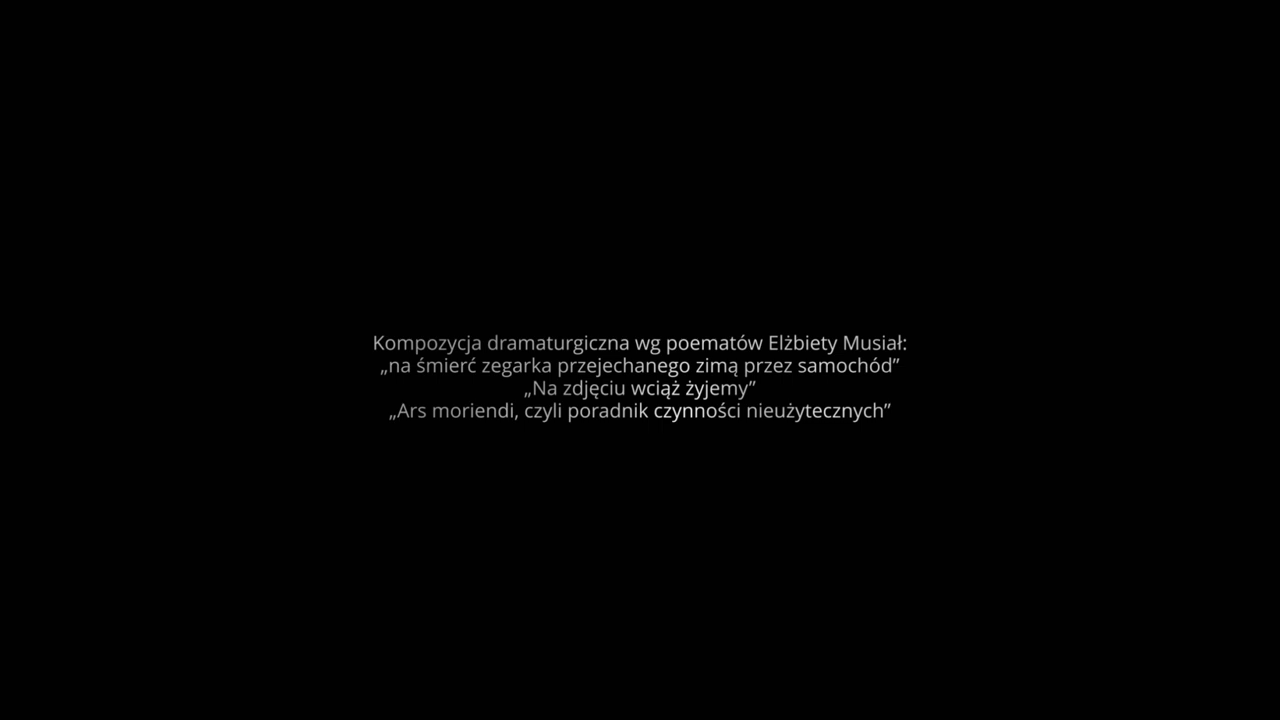 Kompozycja dramaturgiczna wg poematów Elżbiety Musiał:
„na śmierć zegarka przejechanego zimą przez samochód”
„Na zdjęciu wciąż żyjemy”
„Ars moriendi, czyli poradnik czynności nieużytecznych”